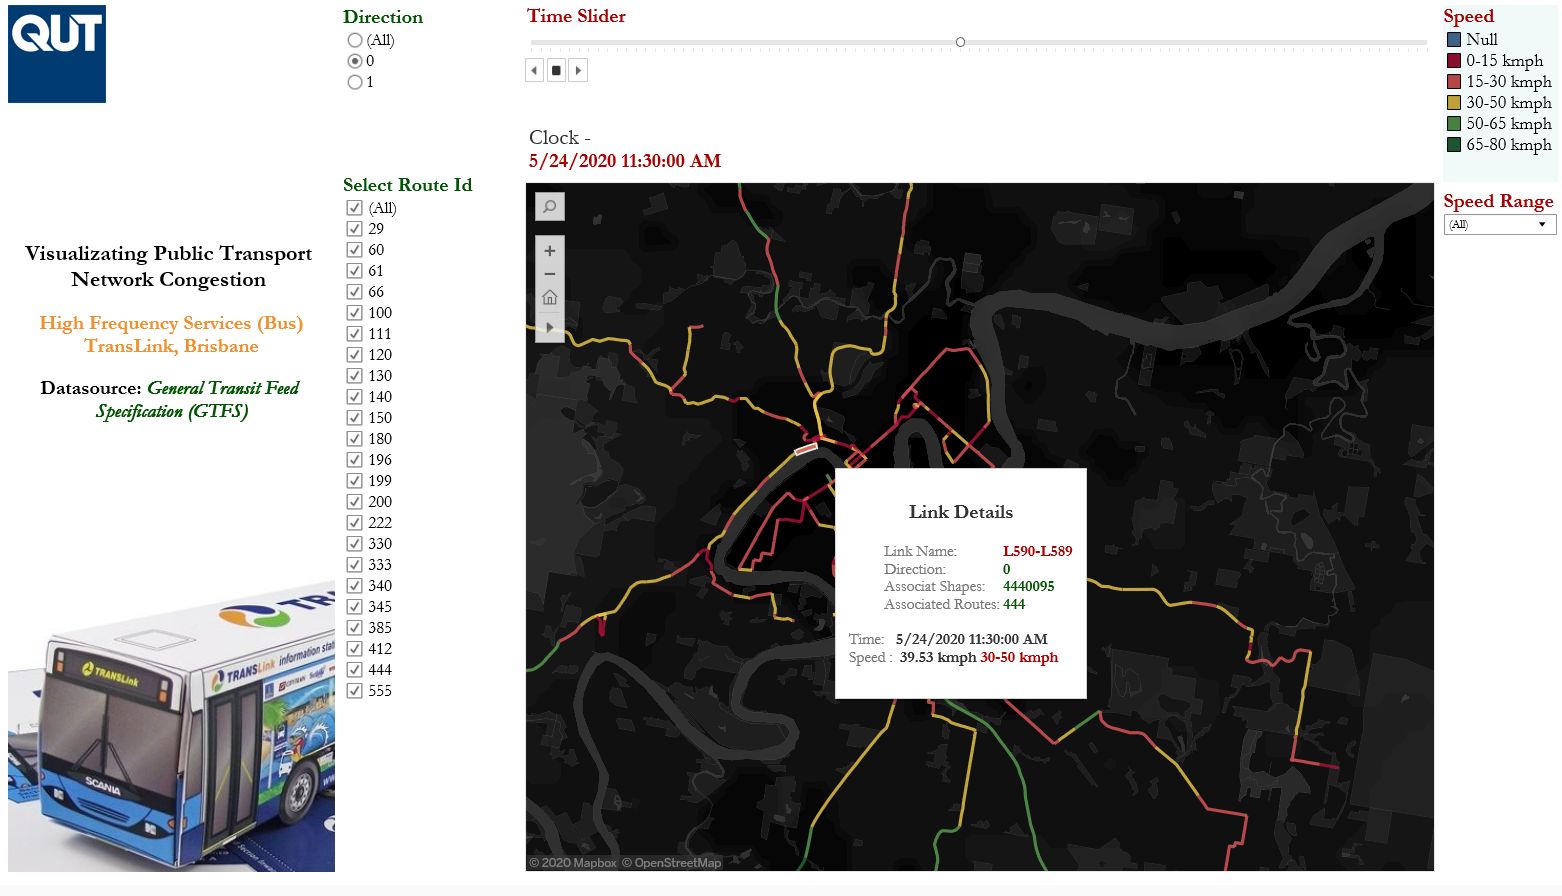 QUT
Visualizating Public Transport
Network Congestion
High Frequency Services (Bus)
TransLink, Brisbane
Datasource: General Transit Feed
Specification (GTFS)
TRANSLink
SCANIA
TRANSLink information
TR
Direction
(All)
0
1
Select Route Id
(All)
29
60
61
66
100
111
120
130
140
150
180
196
199
200
222
330
333
340
345
385
412
444
555
Time Slider
Clock -
5/24/2020 11:30:00 AM
+
−
Link Details
Link Name: L590-L589
Direction: 0
Associat Shapes: 4440095
Associated Routes: 444
Time: 5/24/2020 11:30:00 AM
Speed : 39.53 kmph 30-50 kmph
© 2020 Mapbox © OpenStreetMap
Speed
Null
0-15 kmph
15-30 kmph
30-50 kmph
50-65 kmph
65-80 kmph
Speed Range
(All)